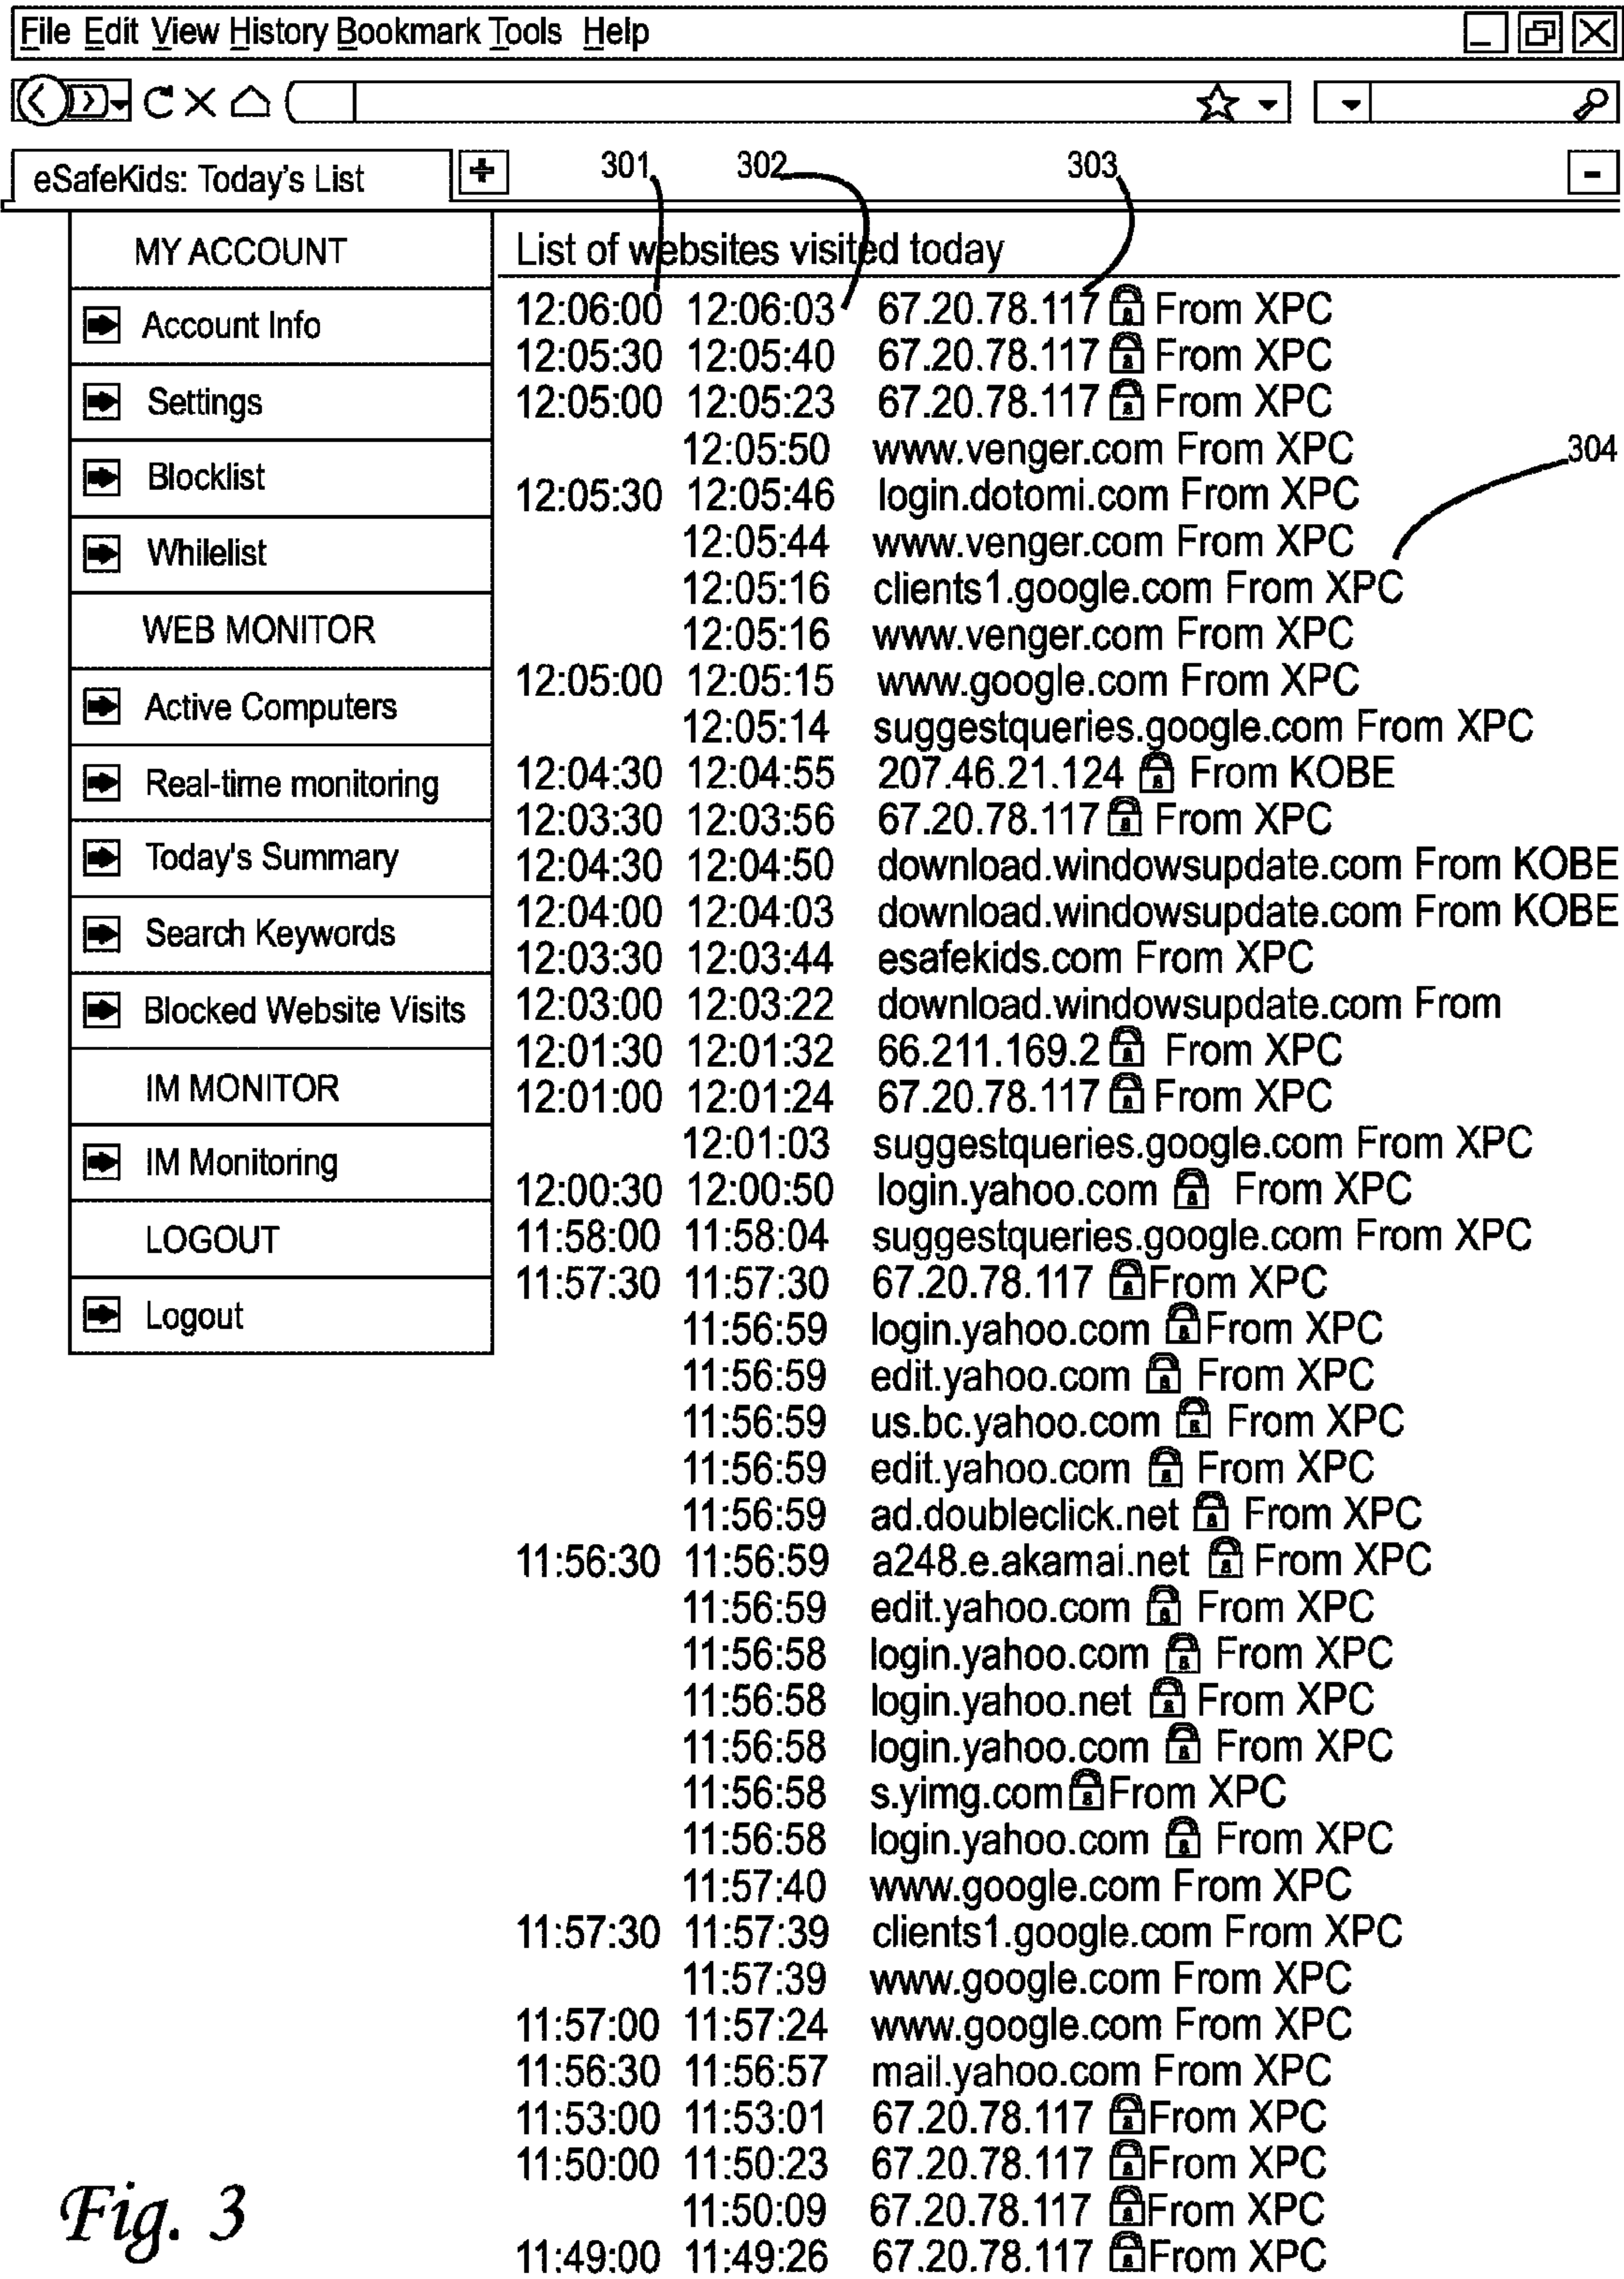 File Edit View History Bookmark Tools Help
eSafeKids: Today's List
301
302
303
MY ACCOUNT
Account Info
Settings
Blocklist
Whilelist
WEB MONITOR
Active Computers
Real-time monitoring
Today's Summary
Search Keywords
Blocked Website Visits
IM MONITOR
IM Monitoring
LOGOUT
Logout
List of websites visited today
12:06:00 12:06:03 67.20.78.117 From XPC
12:05:30 12:05:40 67.20.78.117 From XPC
12:05:00 12:05:23 67.20.78.117 From XPC
12:05:50 www.venger.com From XPC
304
12:05:30 12:05:46 login.dotomi.com From XPC
12:05:44 www.venger.com From XPC
12:05:16 clients1.google.com From XPC
12:05:16 www.venger.com From XPC
12:05:00 12:05:15 www.google.com From XPC
12:05:14 suggestqueries.google.com From XPC
12:04:30 12:04:55 207.46.21.124 From KOBE
12:03:30 12:03:56 67.20.78.117 From XPC
12:04:30 12:04:50 download.windowsupdate.com From KOBE
12:04:00 12:04:03 download.windowsupdate.com From KOBE
12:03:30 12:03:44 esafekids.com From XPC
12:03:00 12:03:22 download.windowsupdate.com From
12:01:30 12:01:32 66.211.169.2 From XPC
12:01:00 12:01:24 67.20.78.117 From XPC
12:01:03 suggestqueries.google.com From XPC
12:00:30 12:00:50 login.yahoo.com From XPC
11:58:00 11:58:04 suggestqueries.google.com From XPC
11:57:30 11:57:30 67.20.78.117 From XPC
11:56:59 login.yahoo.com From XPC
11:56:59 edit.yahoo.com From XPC
11:56:59 us.bc.yahoo.com From XPC
11:56:59 edit.yahoo.com From XPC
11:56:59 ad.doubleclick.net From XPC
11:56:30 11:56:59 a248.e.akamai.net From XPC
11:56:59 edit.yahoo.com From XPC
11:56:58 login.yahoo.com From XPC
11:56:58 login.yahoo.net From XPC
11:56:58 login.yahoo.com From XPC
11:56:58 s.yimg.com From XPC
11:56:58 login.yahoo.com From XPC
11:57:40 www.google.com From XPC
11:57:30 11:57:39 clients1.google.com From XPC
11:57:39 www.google.com From XPC
11:57:00 11:57:24 www.google.com From XPC
11:56:30 11:56:57 mail.yahoo.com From XPC
11:53:00 11:53:01 67.20.78.117 From XPC
11:50:00 11:50:23 67.20.78.117 From XPC
11:50:09 67.20.78.117 From XPC
11:49:00 11:49:26 67.20.78.117 From XPC
Fig. 3